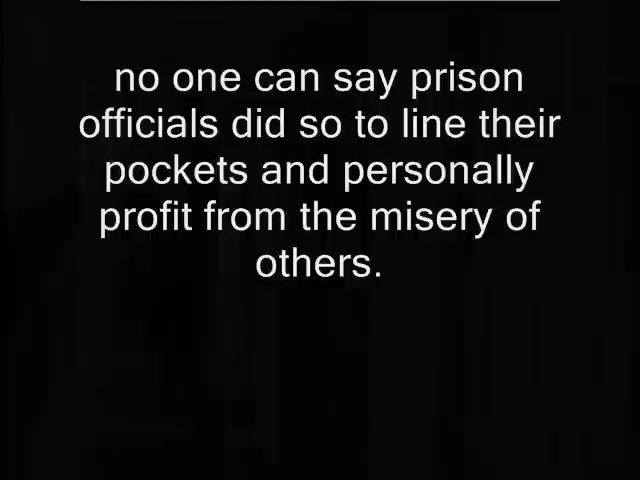 no one can say prison
officials did so to line their
pockets and personally
profit from the misery of
others.